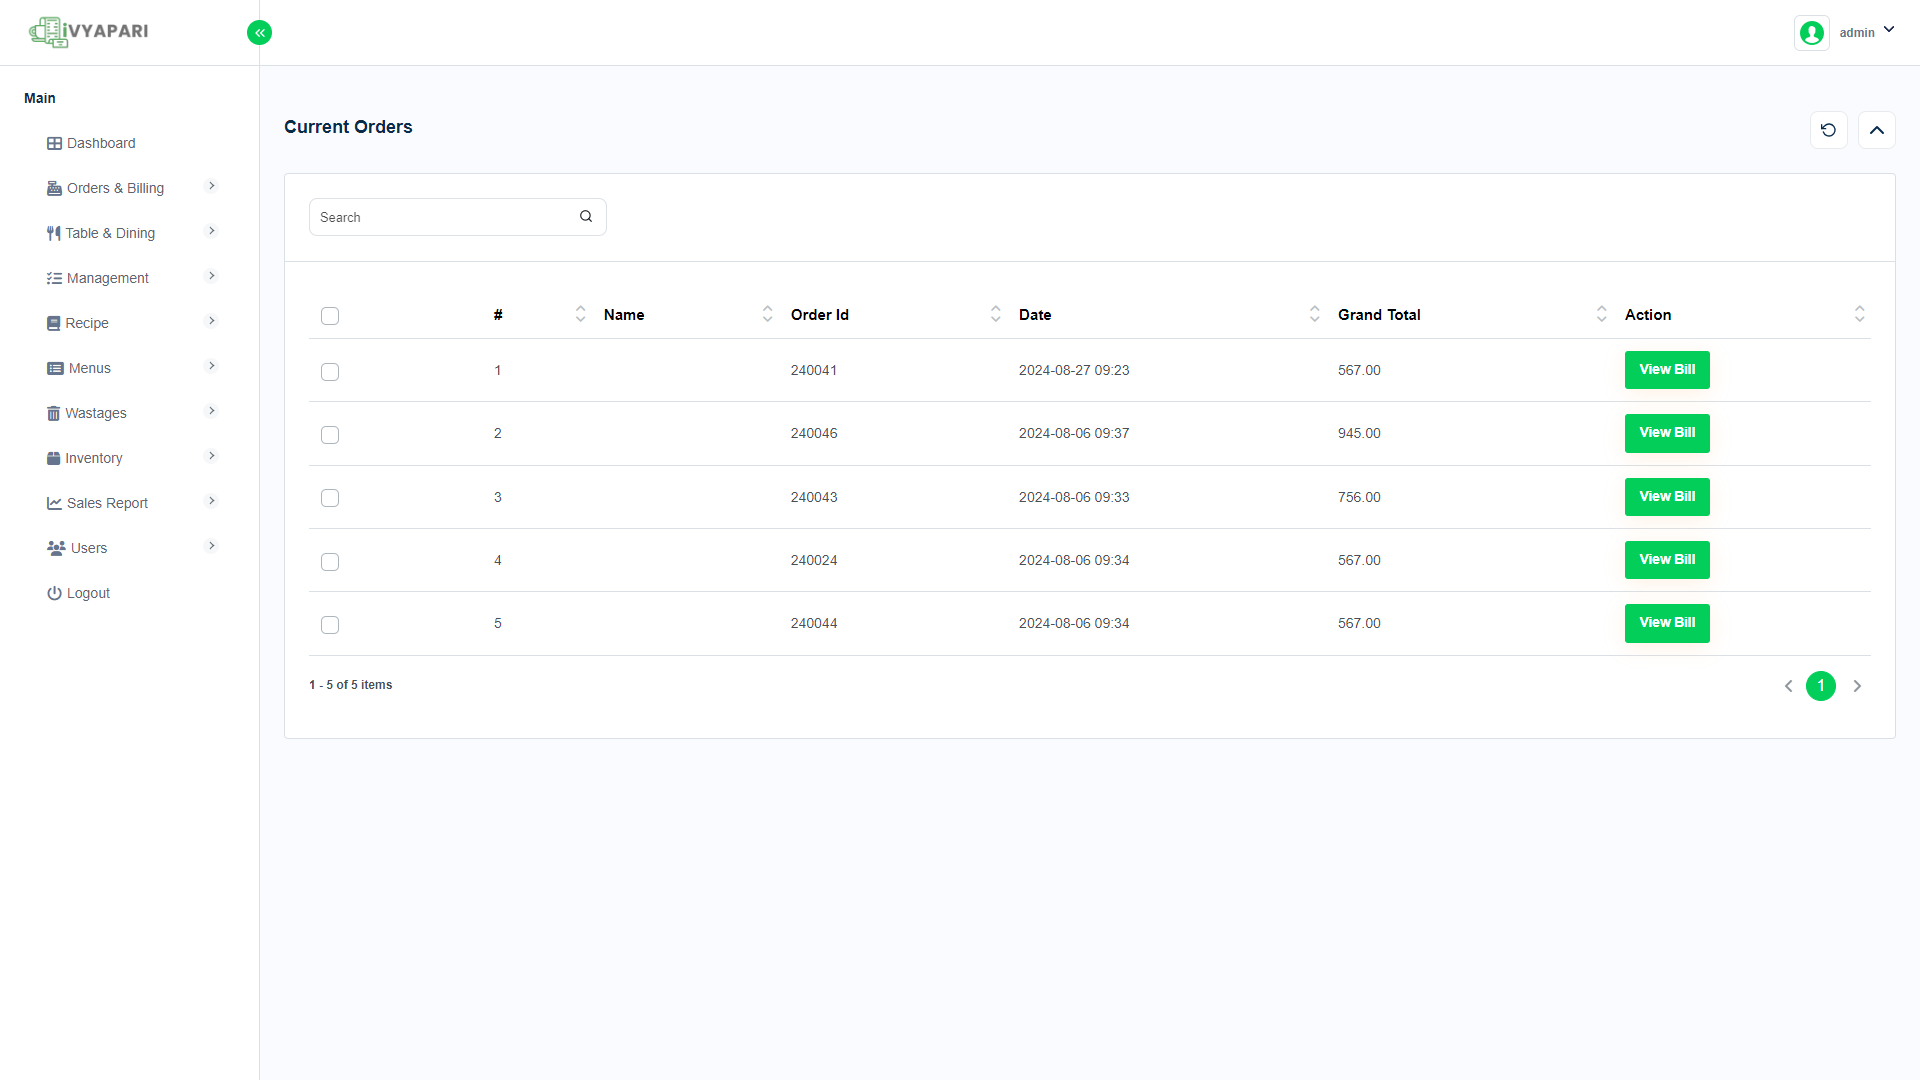 iVYAPARI
admin
Main
Dashboard
Orders & Billing
Table & Dining
Management
Recipe
Menus
Wastages
Inventory
Sales Report
Users
Logout
Current Orders
Search
# Name Order Id Date Grand Total Action
1 240041 2024-08-27 09:23 567.00 View Bill
2 240046 2024-08-06 09:37 945.00 View Bill
3 240043 2024-08-06 09:33 756.00 View Bill
4 240024 2024-08-06 09:34 567.00 View Bill
5 240044 2024-08-06 09:34 567.00 View Bill
1 - 5 of 5 items
1